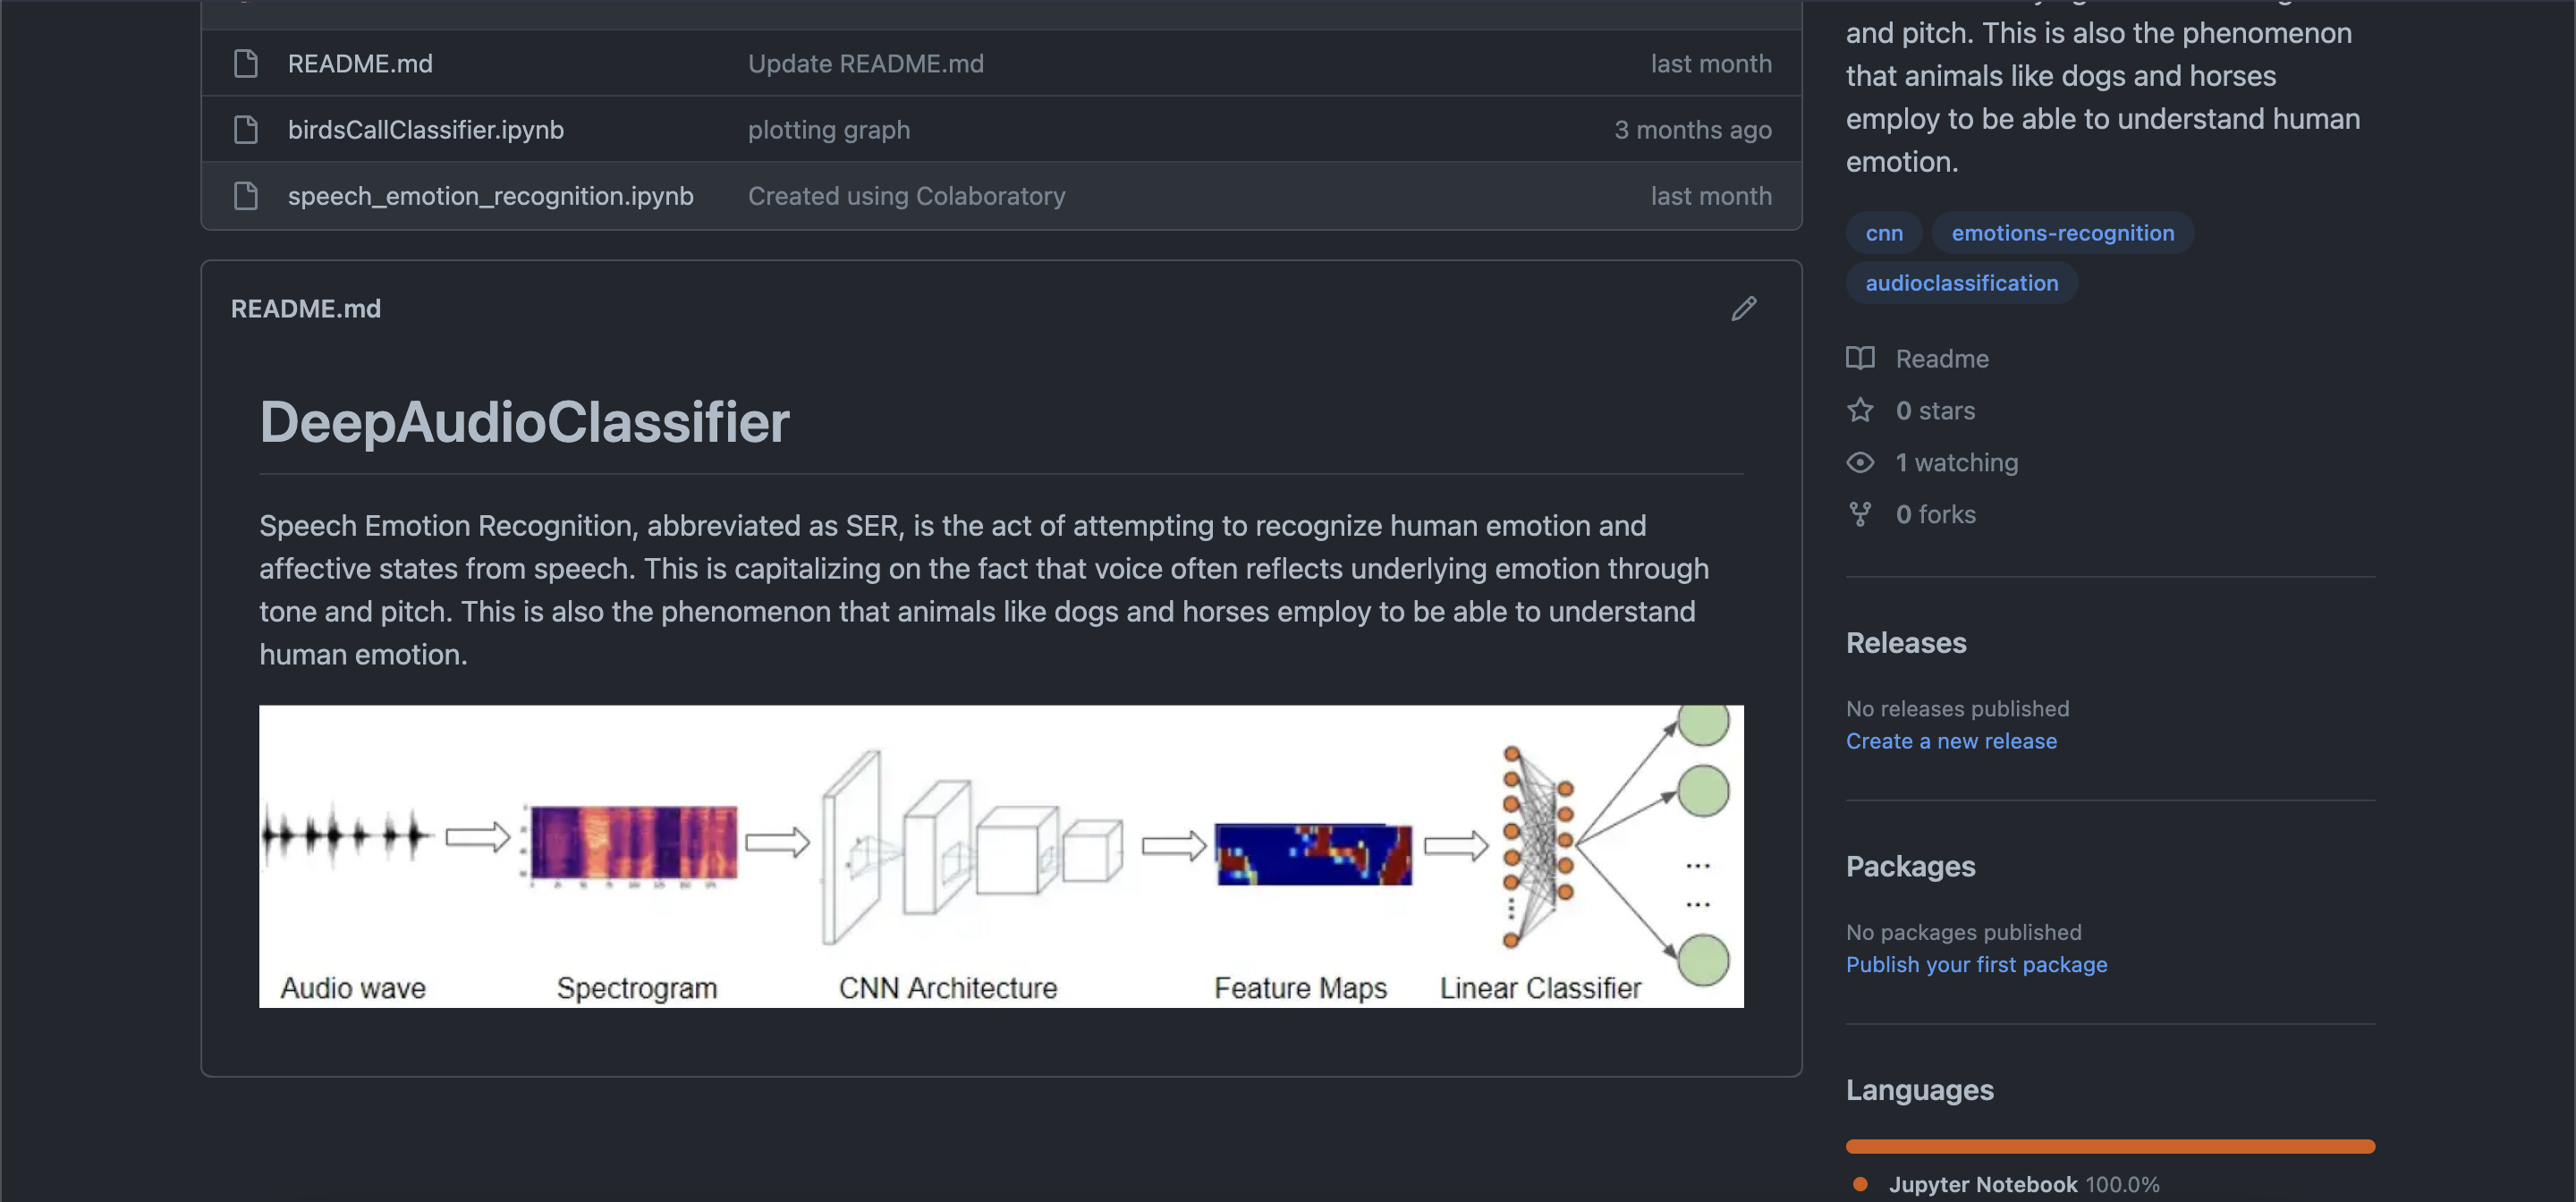 README.md Update README.md last month
birdsCallClassifier.ipynb plotting graph 3 months ago
speech_emotion_recognition.ipynb Created using Colaboratory last month
README.md
DeepAudioClassifier
Speech Emotion Recognition, abbreviated as SER, is the act of attempting to recognize human emotion and
affective states from speech. This is capitalizing on the fact that voice often reflects underlying emotion through
tone and pitch. This is also the phenomenon that animals like dogs and horses employ to be able to understand
human emotion.
...
...
Audio wave Spectrogram CNN Architecture Feature Maps Linear Classifier
and pitch. This is also the phenomenon
that animals like dogs and horses
employ to be able to understand human
emotion.
cnn emotions-recognition
audioclassification
Readme
0 stars
1 watching
0 forks
Releases
No releases published
Create a new release
Packages
No packages published
Publish your first package
Languages
Jupyter Notebook 100.0%